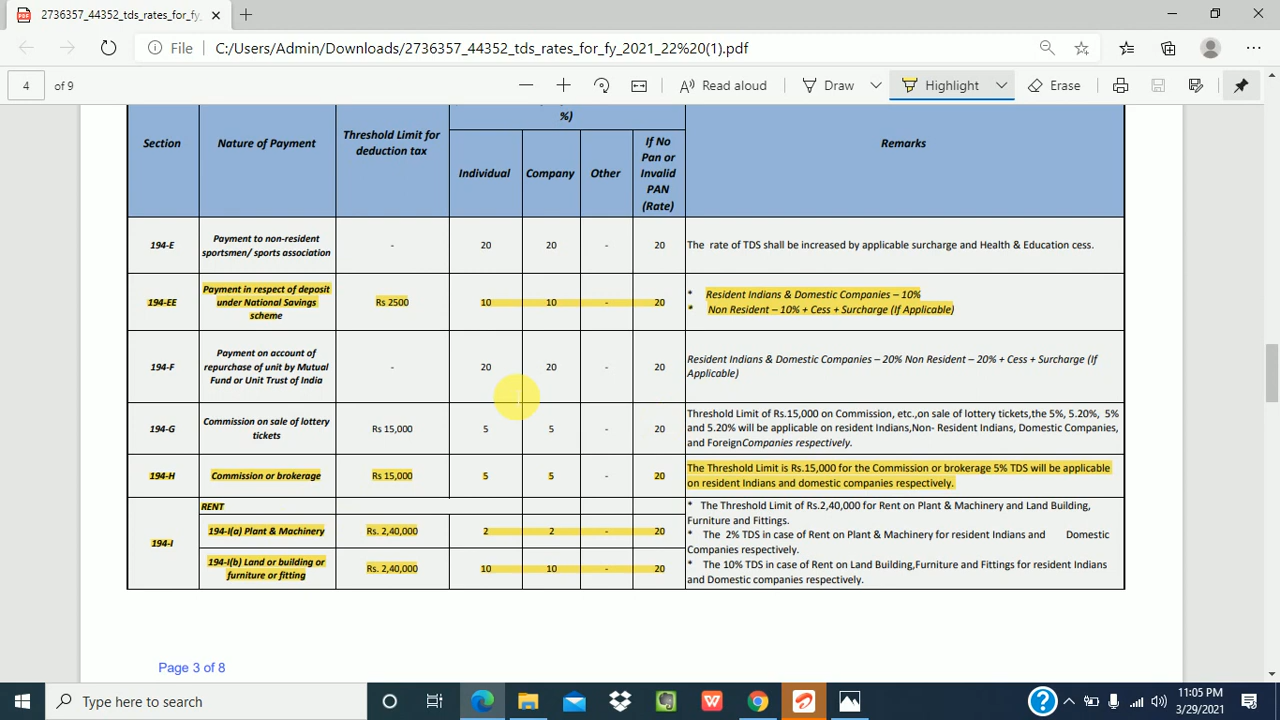 2736357_44352_tds_rates_for_fy_
File C:/Users/Admin/Downloads/2736357_44352_tds_rates_for_fy_2021_22%20(1).pdf
4 of 9
Read aloud Draw Highlight Erase
%)
Section
Nature of Payment
Threshold Limit for
deduction tax
Individual
Company
Other
If No
Pan or
Invalid
PAN
(Rate)
Remarks
194-E
Payment to non-resident
sportsmen/ sports association
-
20
20
-
20
The rate of TDS shall be increased by applicable surcharge and Health & Education cess.
194-EE
Payment in respect of deposit
under National Savings
scheme
Rs 2500
10
10
-
20
* Resident Indians & Domestic Companies – 10%
* Non Resident – 10% + Cess + Surcharge (If Applicable)
194-F
Payment on account of
repurchase of unit by Mutual
Fund or Unit Trust of India
-
20
20
-
20
Resident Indians & Domestic Companies – 20% Non Resident – 20% + Cess + Surcharge (If
Applicable)
194-G
Commission on sale of lottery
tickets
Rs 15,000
5
5
-
20
Threshold Limit of Rs.15,000 on Commission, etc.,on sale of lottery tickets,the 5%, 5.20%, 5%
and 5.20% will be applicable on resident Indians,Non- Resident Indians, Domestic Companies,
and ForeignCompanies respectively.
194-H
Commission or brokerage
Rs 15,000
5
5
-
20
The Threshold Limit is Rs.15,000 for the Commission or brokerage 5% TDS will be applicable
on resident Indians and domestic companies respectively.
194-I
RENT
194-I(a) Plant & Machinery
Rs. 2,40,000
2
2
-
20
194-I(b) Land or building or
furniture or fitting
Rs. 2,40,000
10
10
-
20
* The Threshold Limit of Rs.2,40,000 for Rent on Plant & Machinery and Land Building,
Furniture and Fittings.
* The 2% TDS in case of Rent on Plant & Machinery for resident Indians and Domestic
Companies respectively.
* The 10% TDS in case of Rent on Land Building,Furniture and Fittings for resident Indians
and Domestic companies respectively.
Page 3 of 8
Type here to search
11:05 PM
3/29/2021